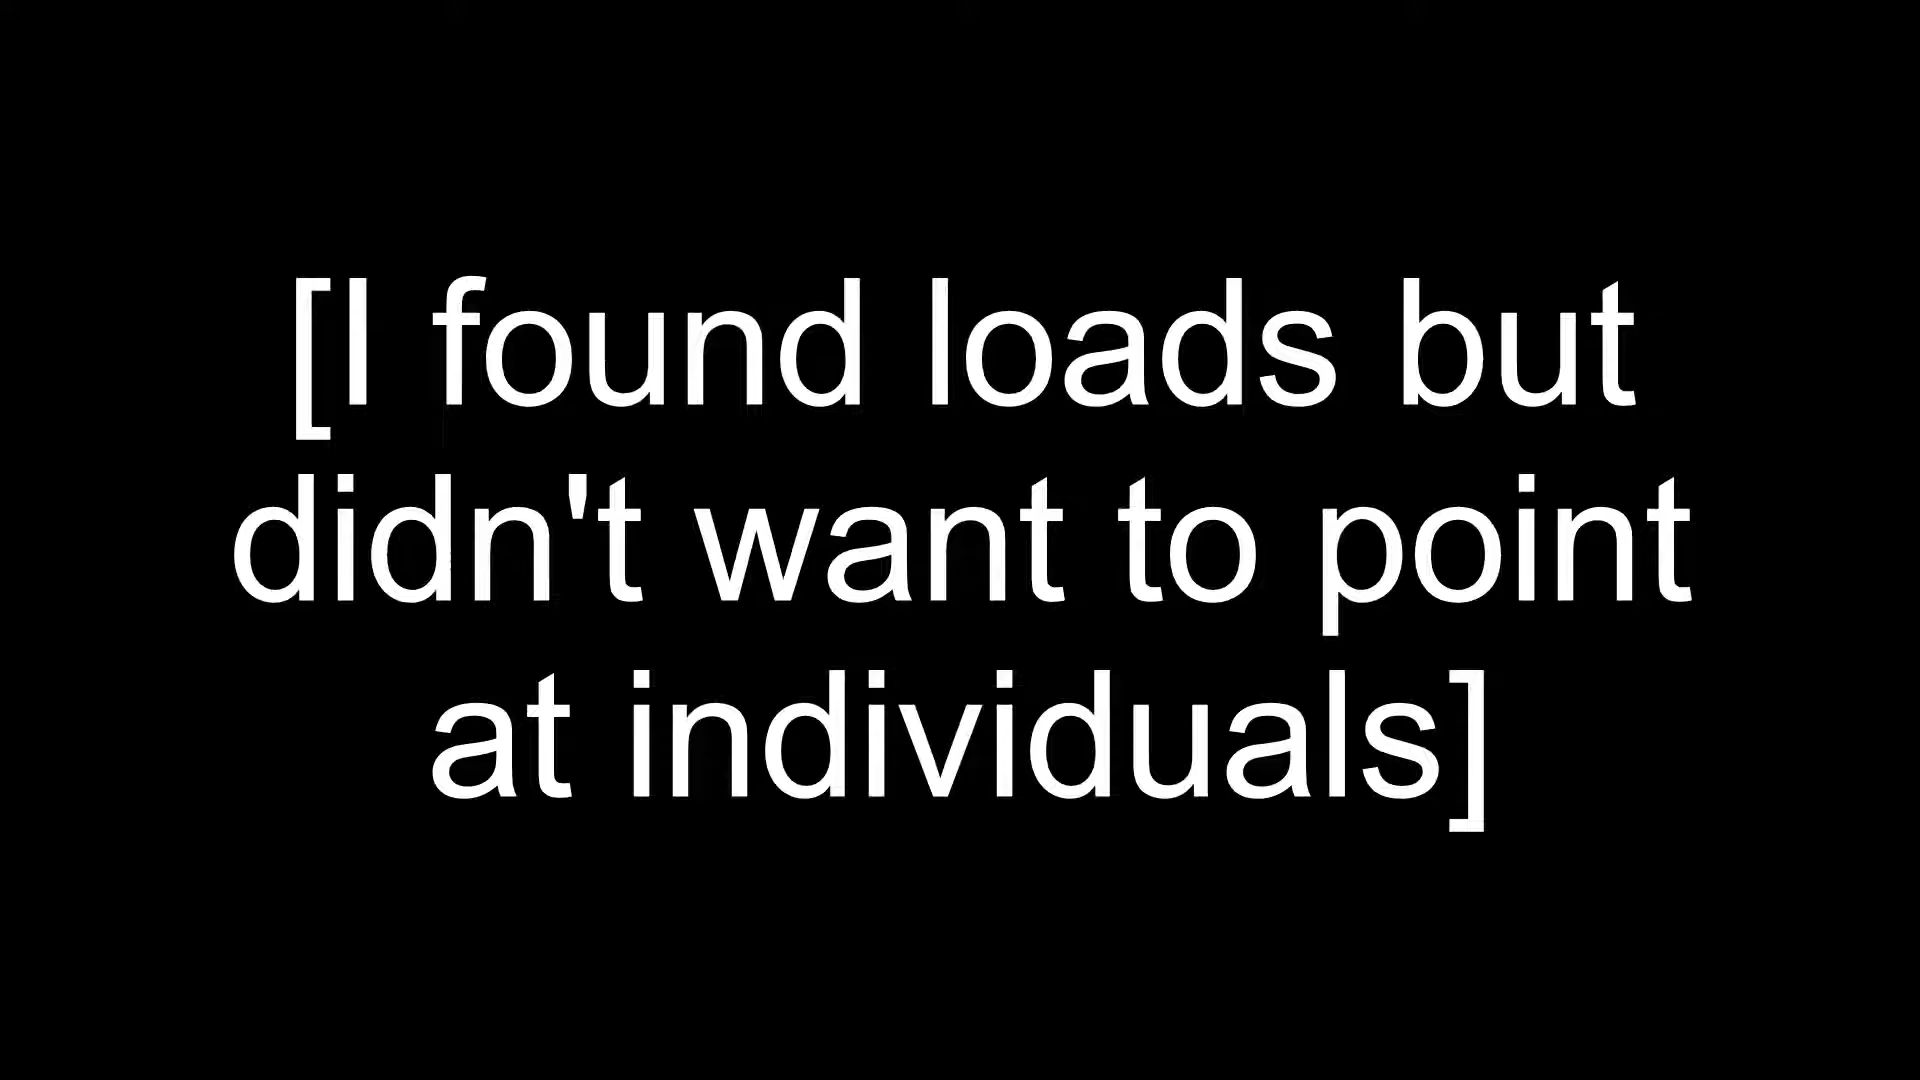 [I found loads but
didn't want to point
at individuals]